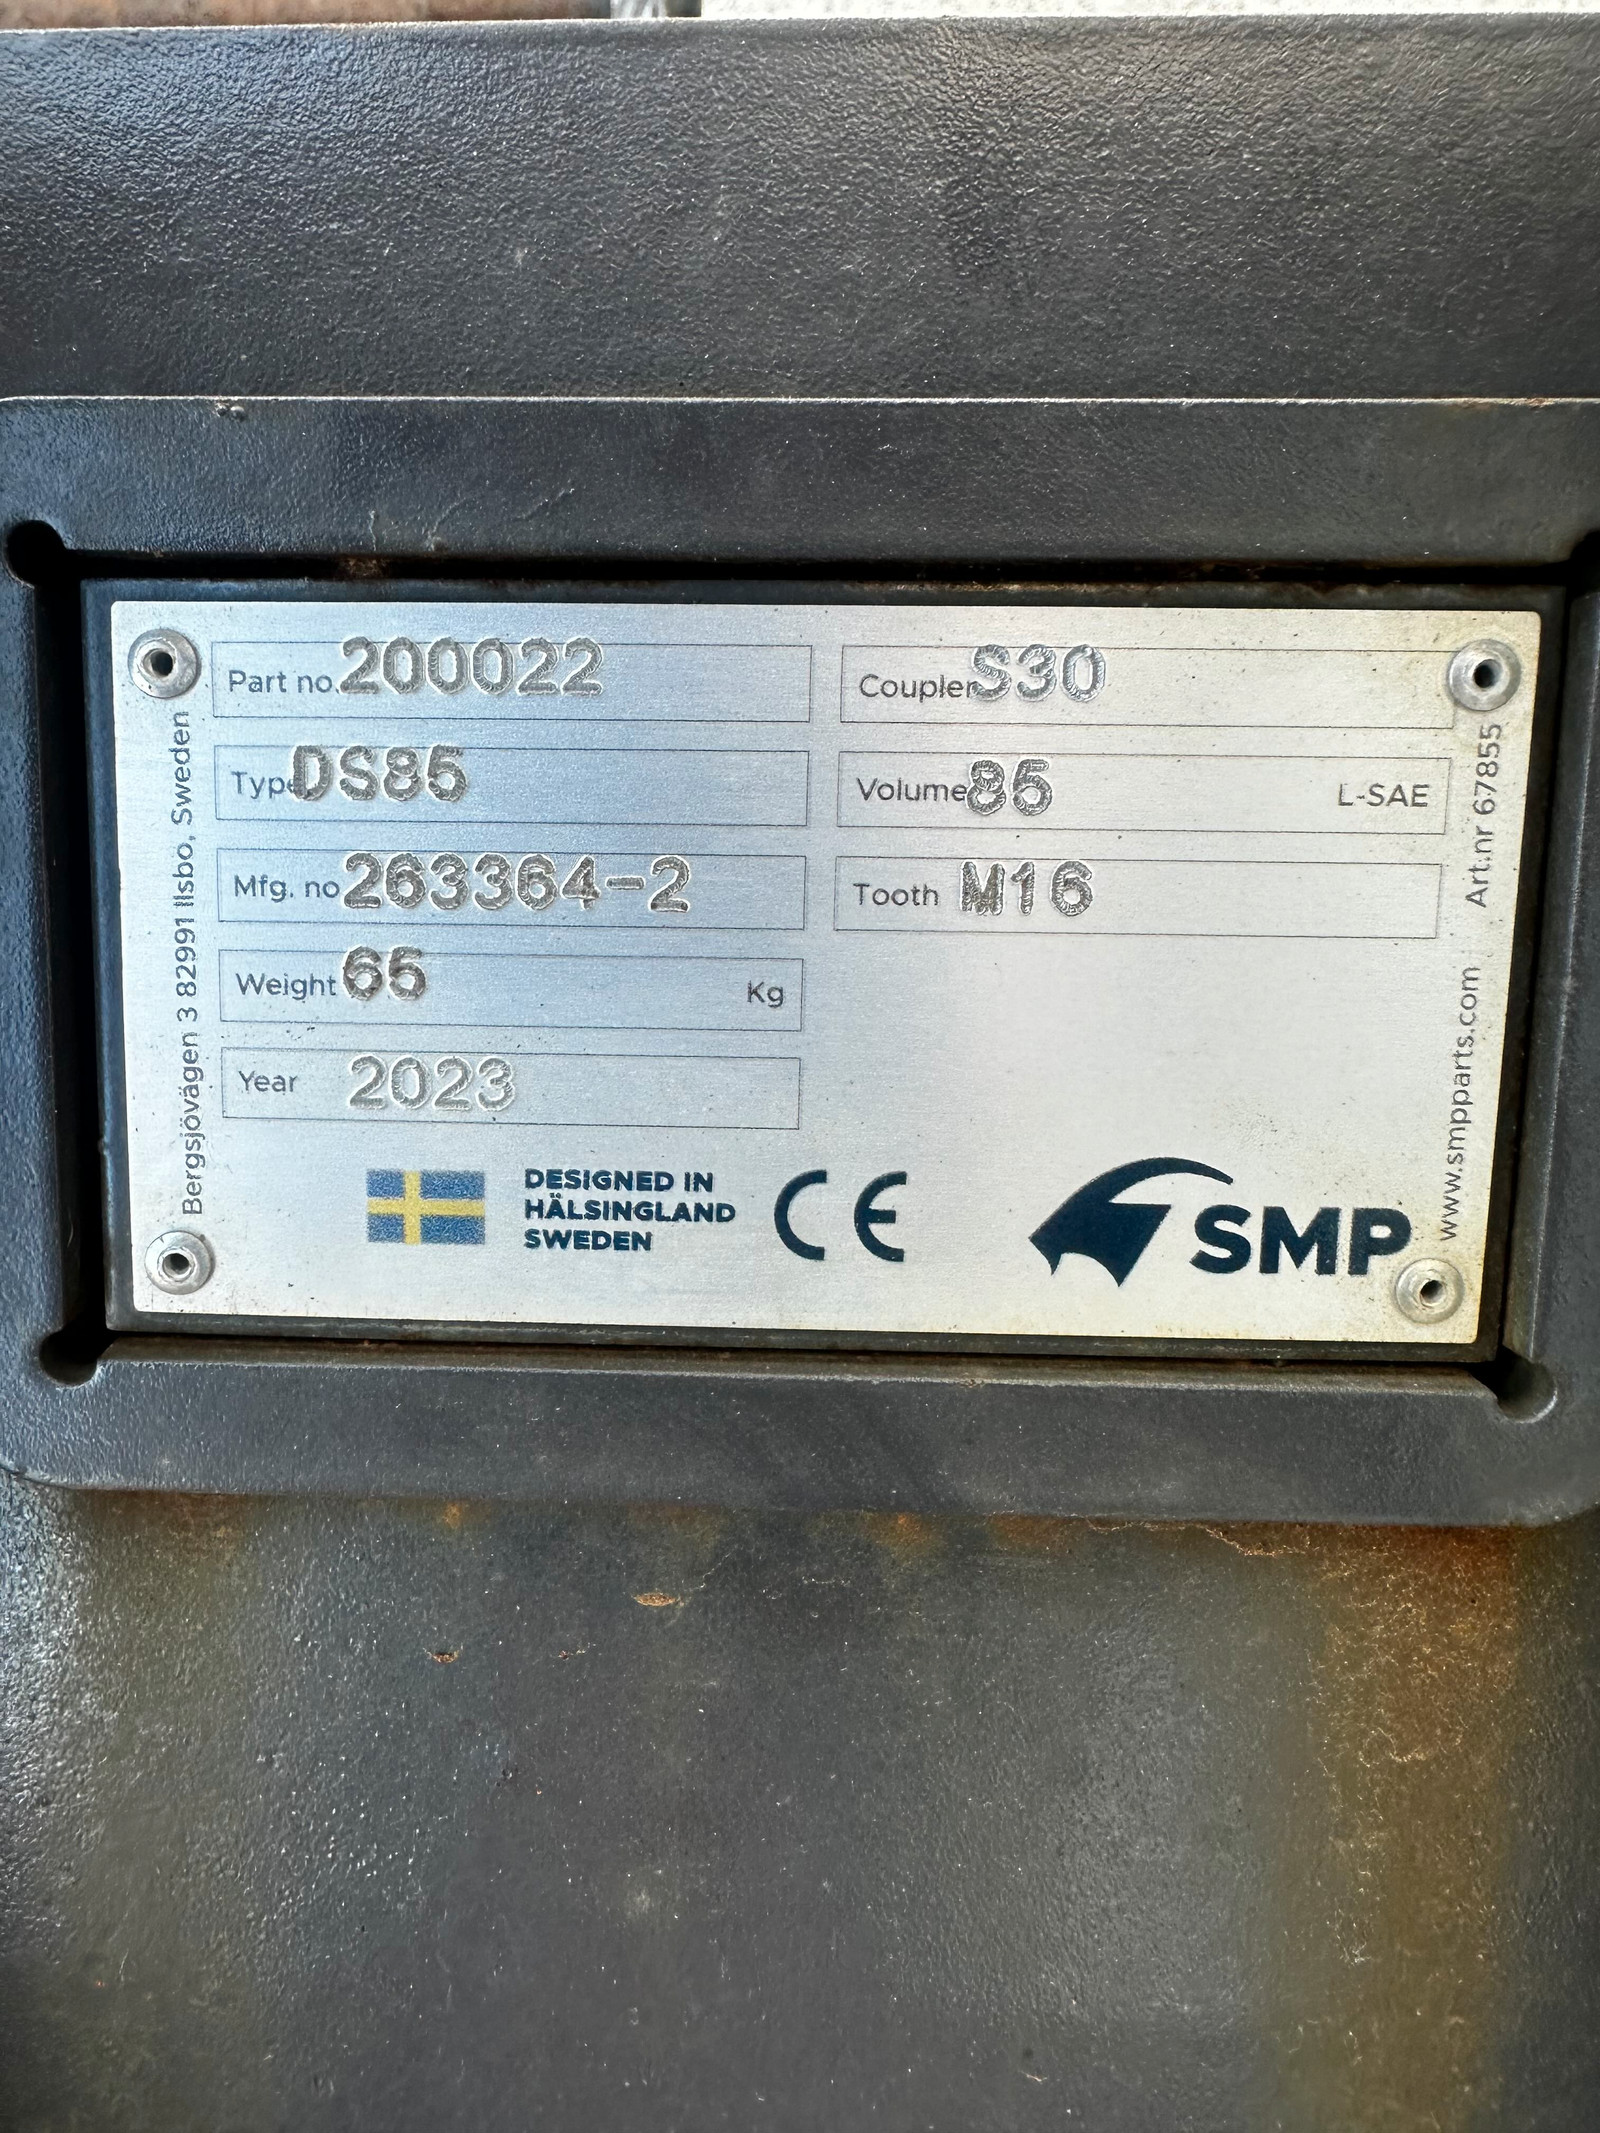 Part no. 200022
Type DS85
Mfg. no 263364-2
Weight 65 Kg
Year 2023
Coupler S30
Volume 85 L-SAE
Tooth M16
DESIGNED IN
HÄLSINGLAND
SWEDEN
CE
SMP
Bergsjövägen 3 82991 Ilsbo, Sweden
www.smpparts.com Art.nr 67855